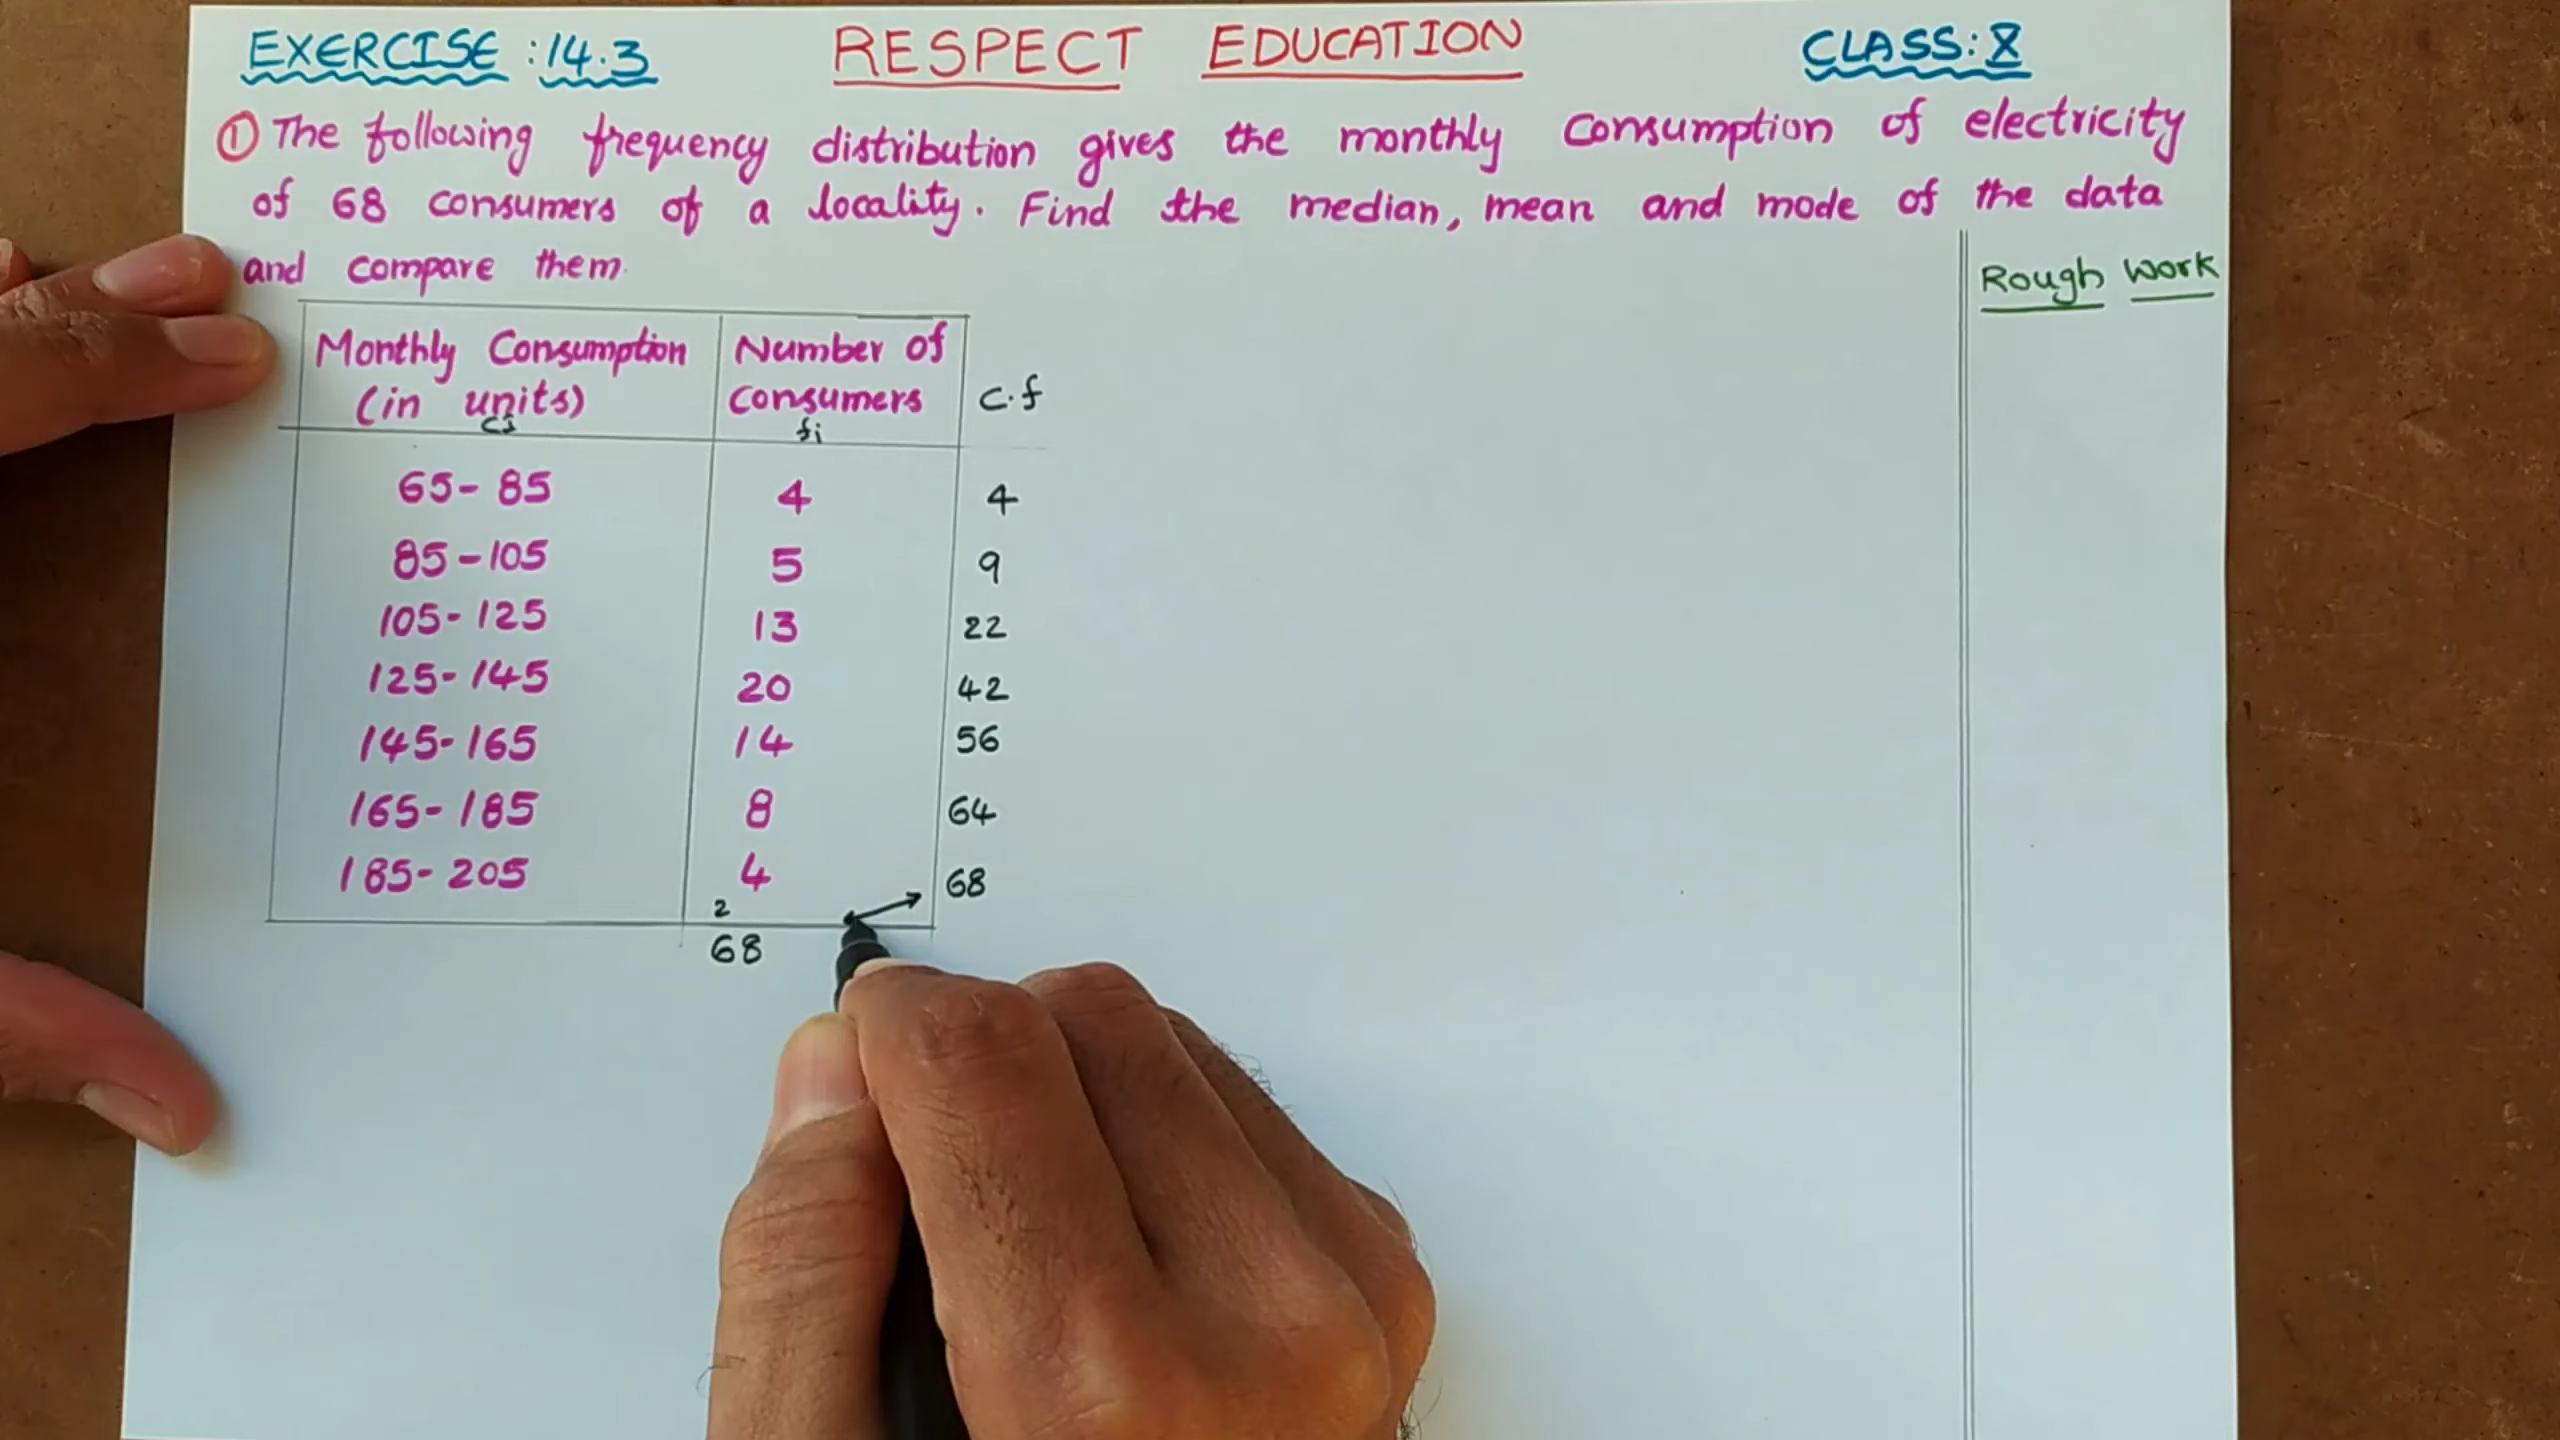 EXERCISE :14.3 RESPECT EDUCATION CLASS: X
① The following frequency distribution gives the monthly consumption of electricity
of 68 consumers of a locality. Find the median, mean and mode of the data
and compare them.
Rough Work
Monthly Consumption Number of
(in units) consumers C.f
CI fi
65- 85 4 4
85-105 5 9
105-125 13 22
125-145 20 42
145-165 14 56
165-185 8 64
185-205 4 68
2
68